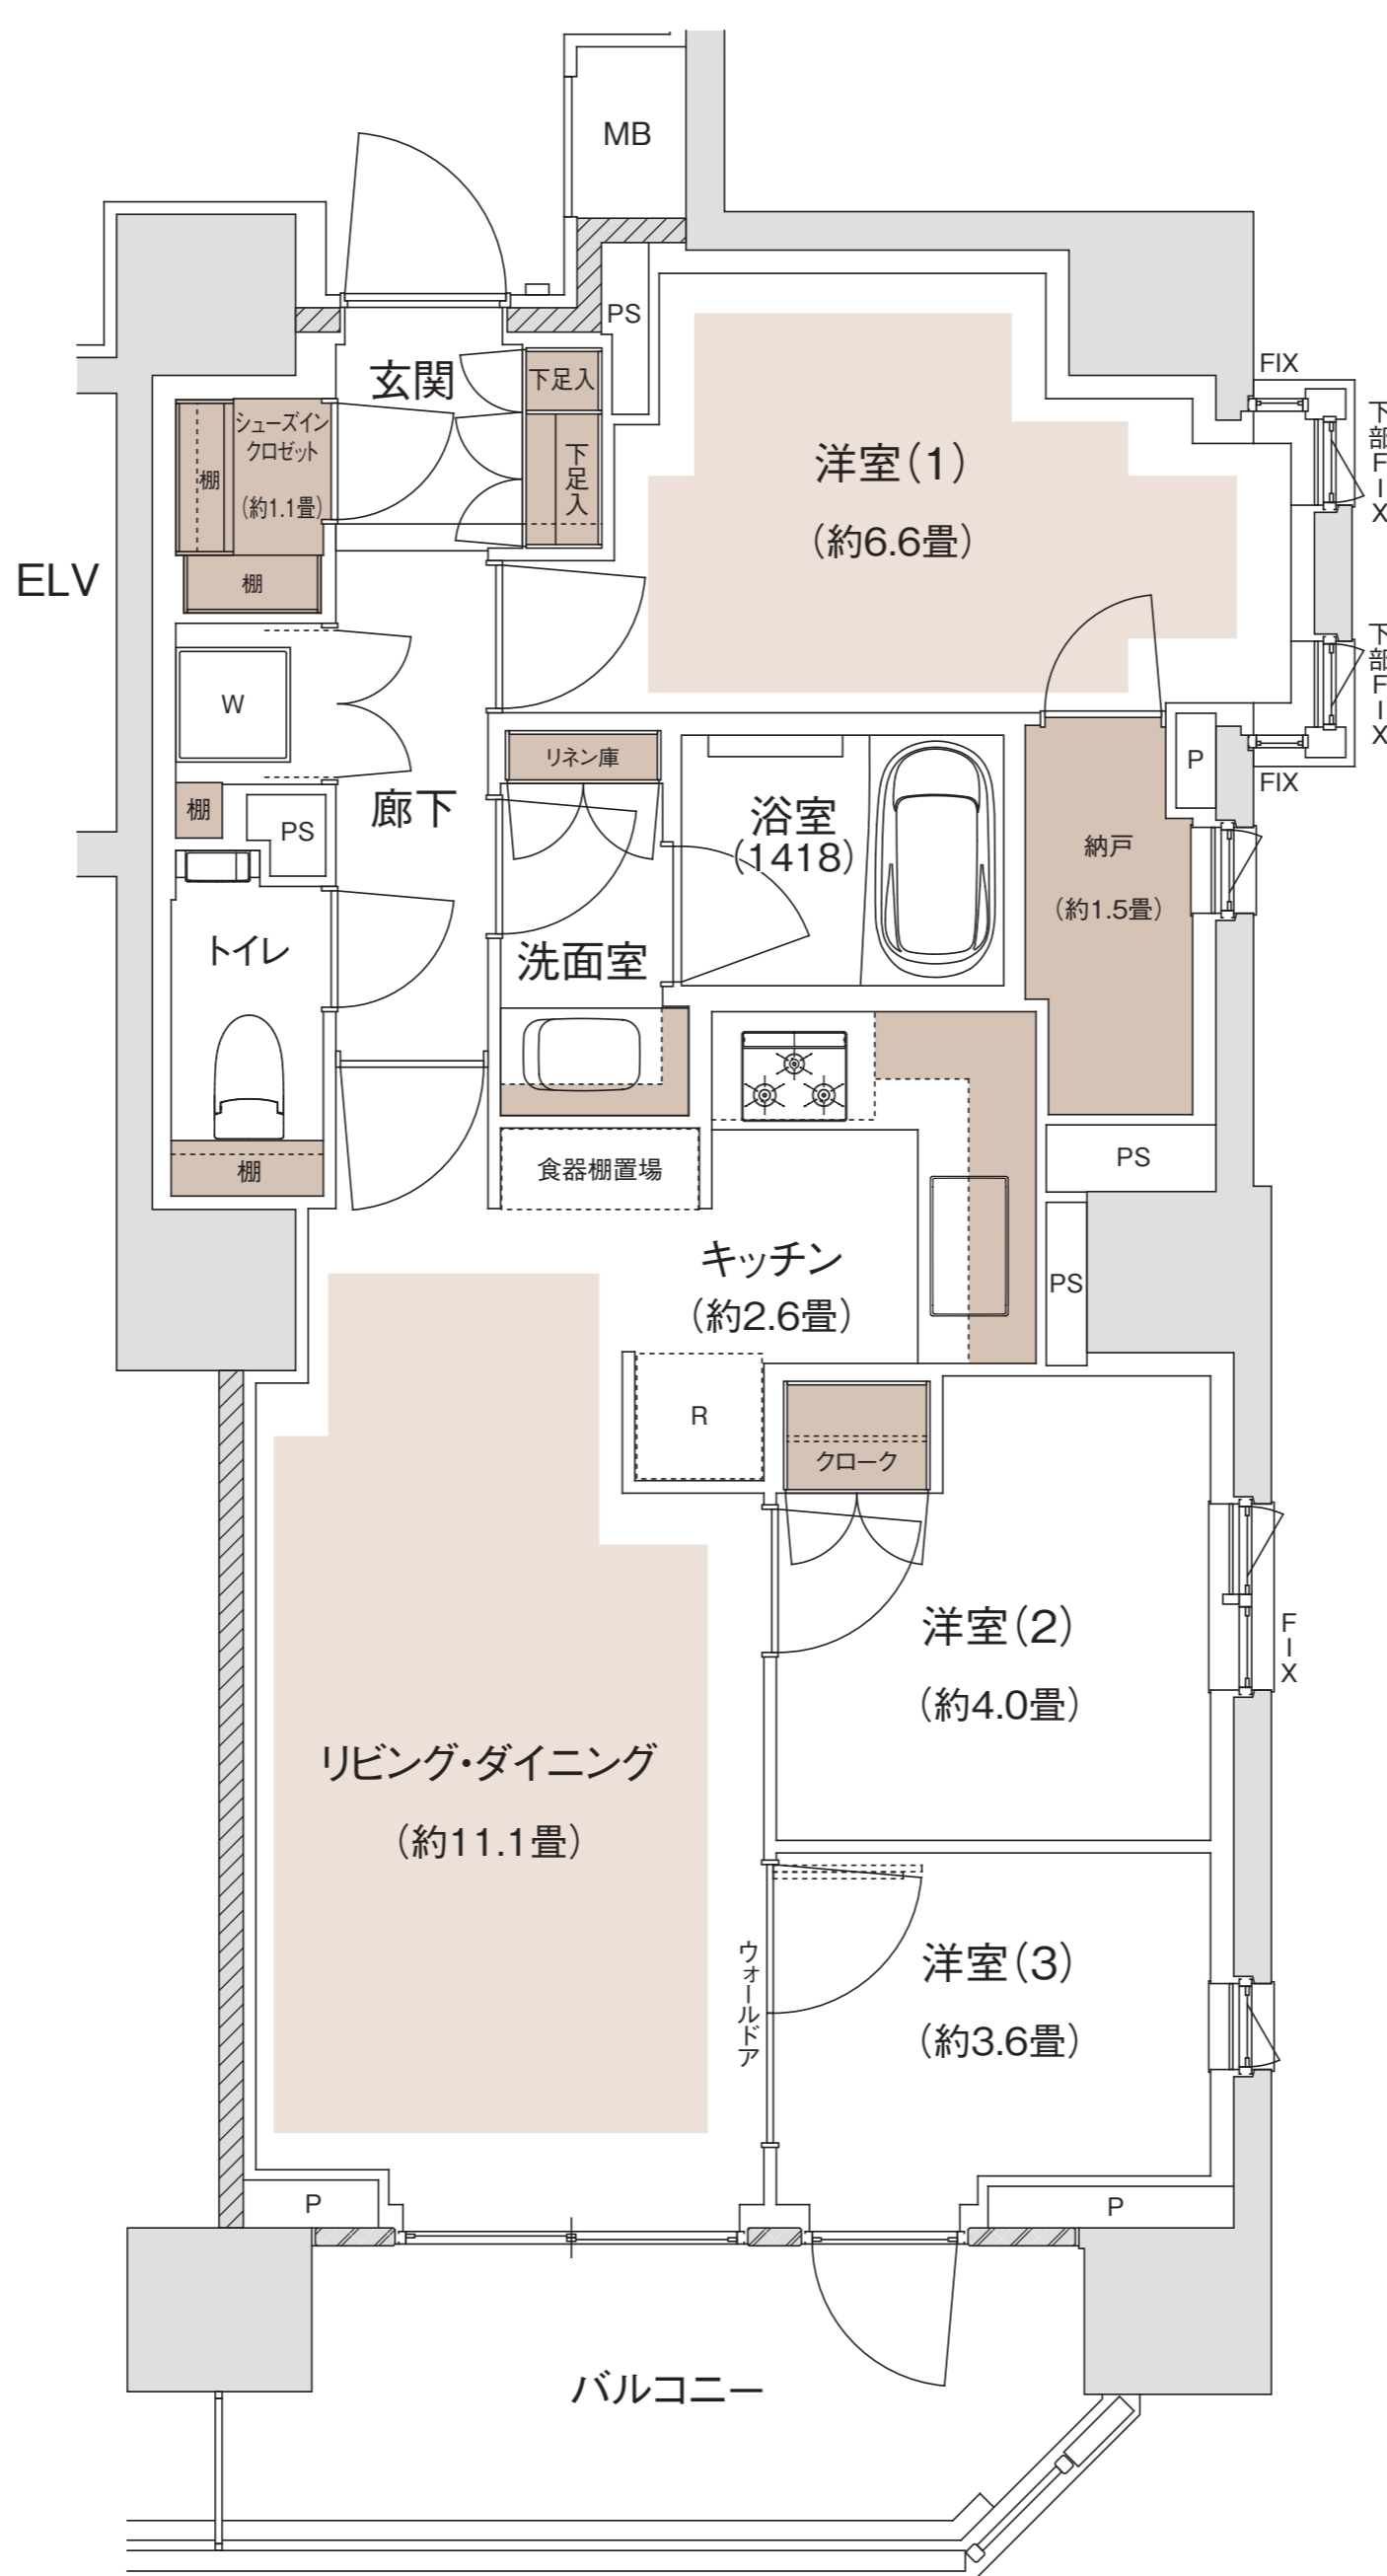 MB
PS
玄関
下足入
下足入
シューズイン
クロゼット
(約1.1畳)
棚
棚
ELV
洋室(1)
(約6.6畳)
FIX
下部FIX
下部FIX
FIX
W
棚
PS
廊下
リネン庫
浴室
(1418)
納戸
(約1.5畳)
P
トイレ
洗面室
棚
食器棚置場
PS
PS
キッチン
(約2.6畳)
R
クローク
洋室(2)
(約4.0畳)
FIX
リビング・ダイニング
(約11.1畳)
ウォールドア
洋室(3)
(約3.6畳)
P
P
バルコニー